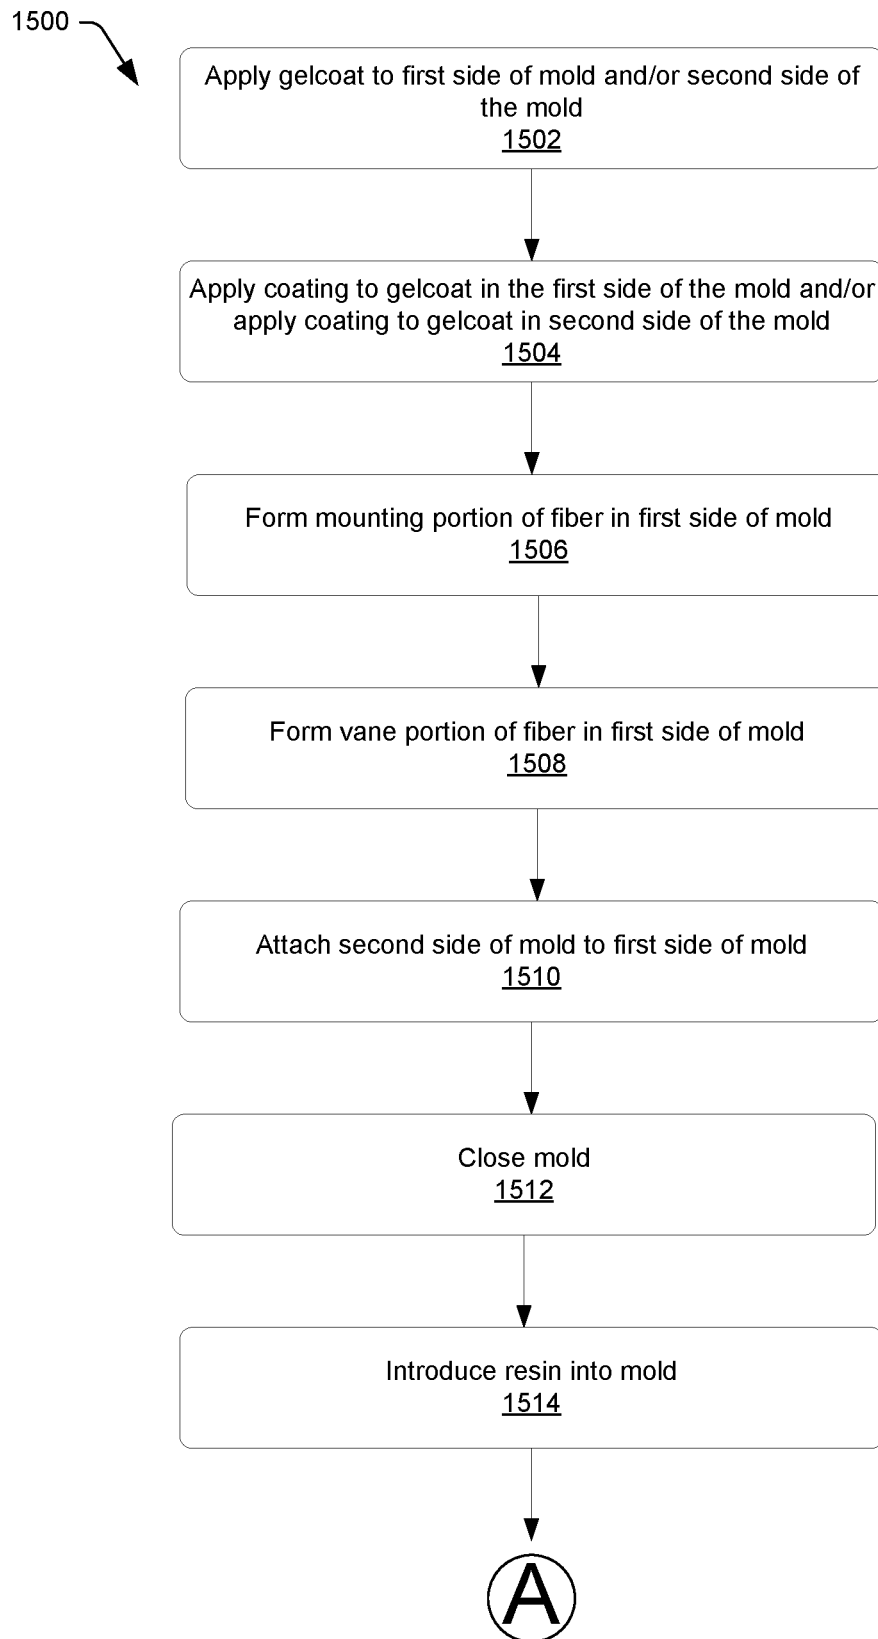 1500
Apply gelcoat to first side of mold and/or second side of
the mold
1502
Apply coating to gelcoat in the first side of the mold and/or
apply coating to gelcoat in second side of the mold
1504
Form mounting portion of fiber in first side of mold
1506
Form vane portion of fiber in first side of mold
1508
Attach second side of mold to first side of mold
1510
Close mold
1512
Introduce resin into mold
1514
A